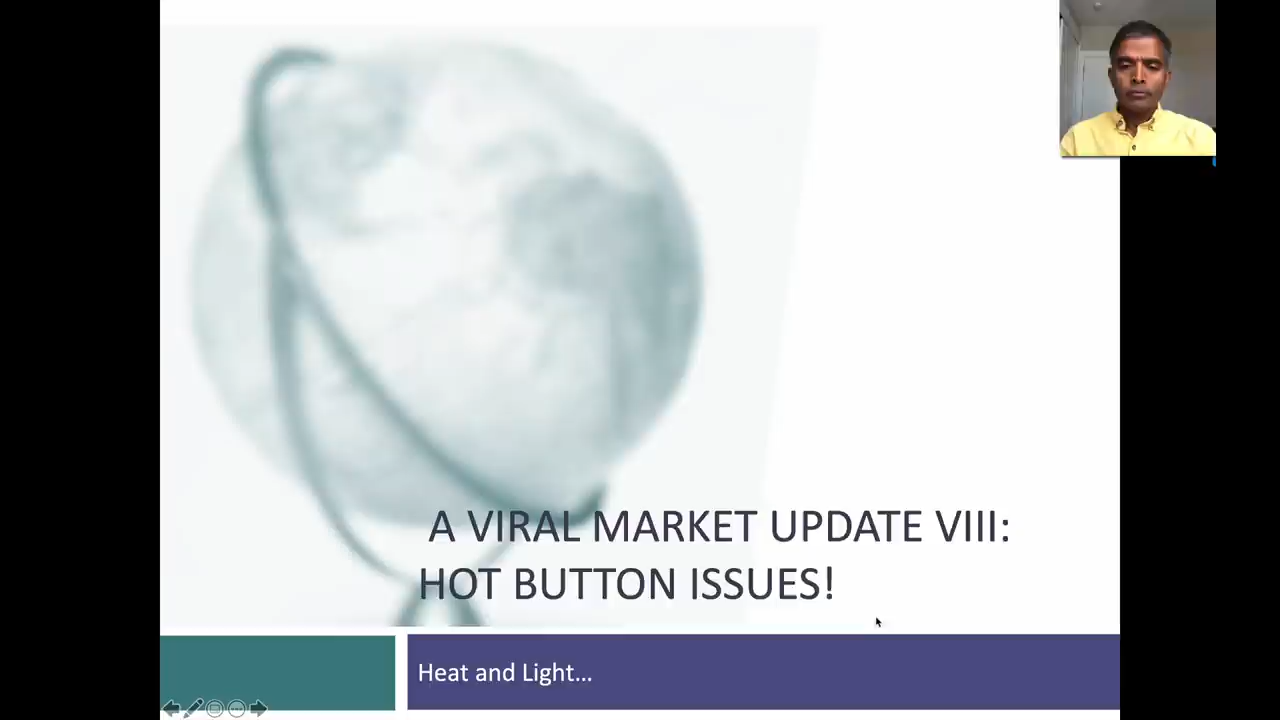 A VIRAL MARKET UPDATE VIII:
HOT BUTTON ISSUES!
Heat and Light...